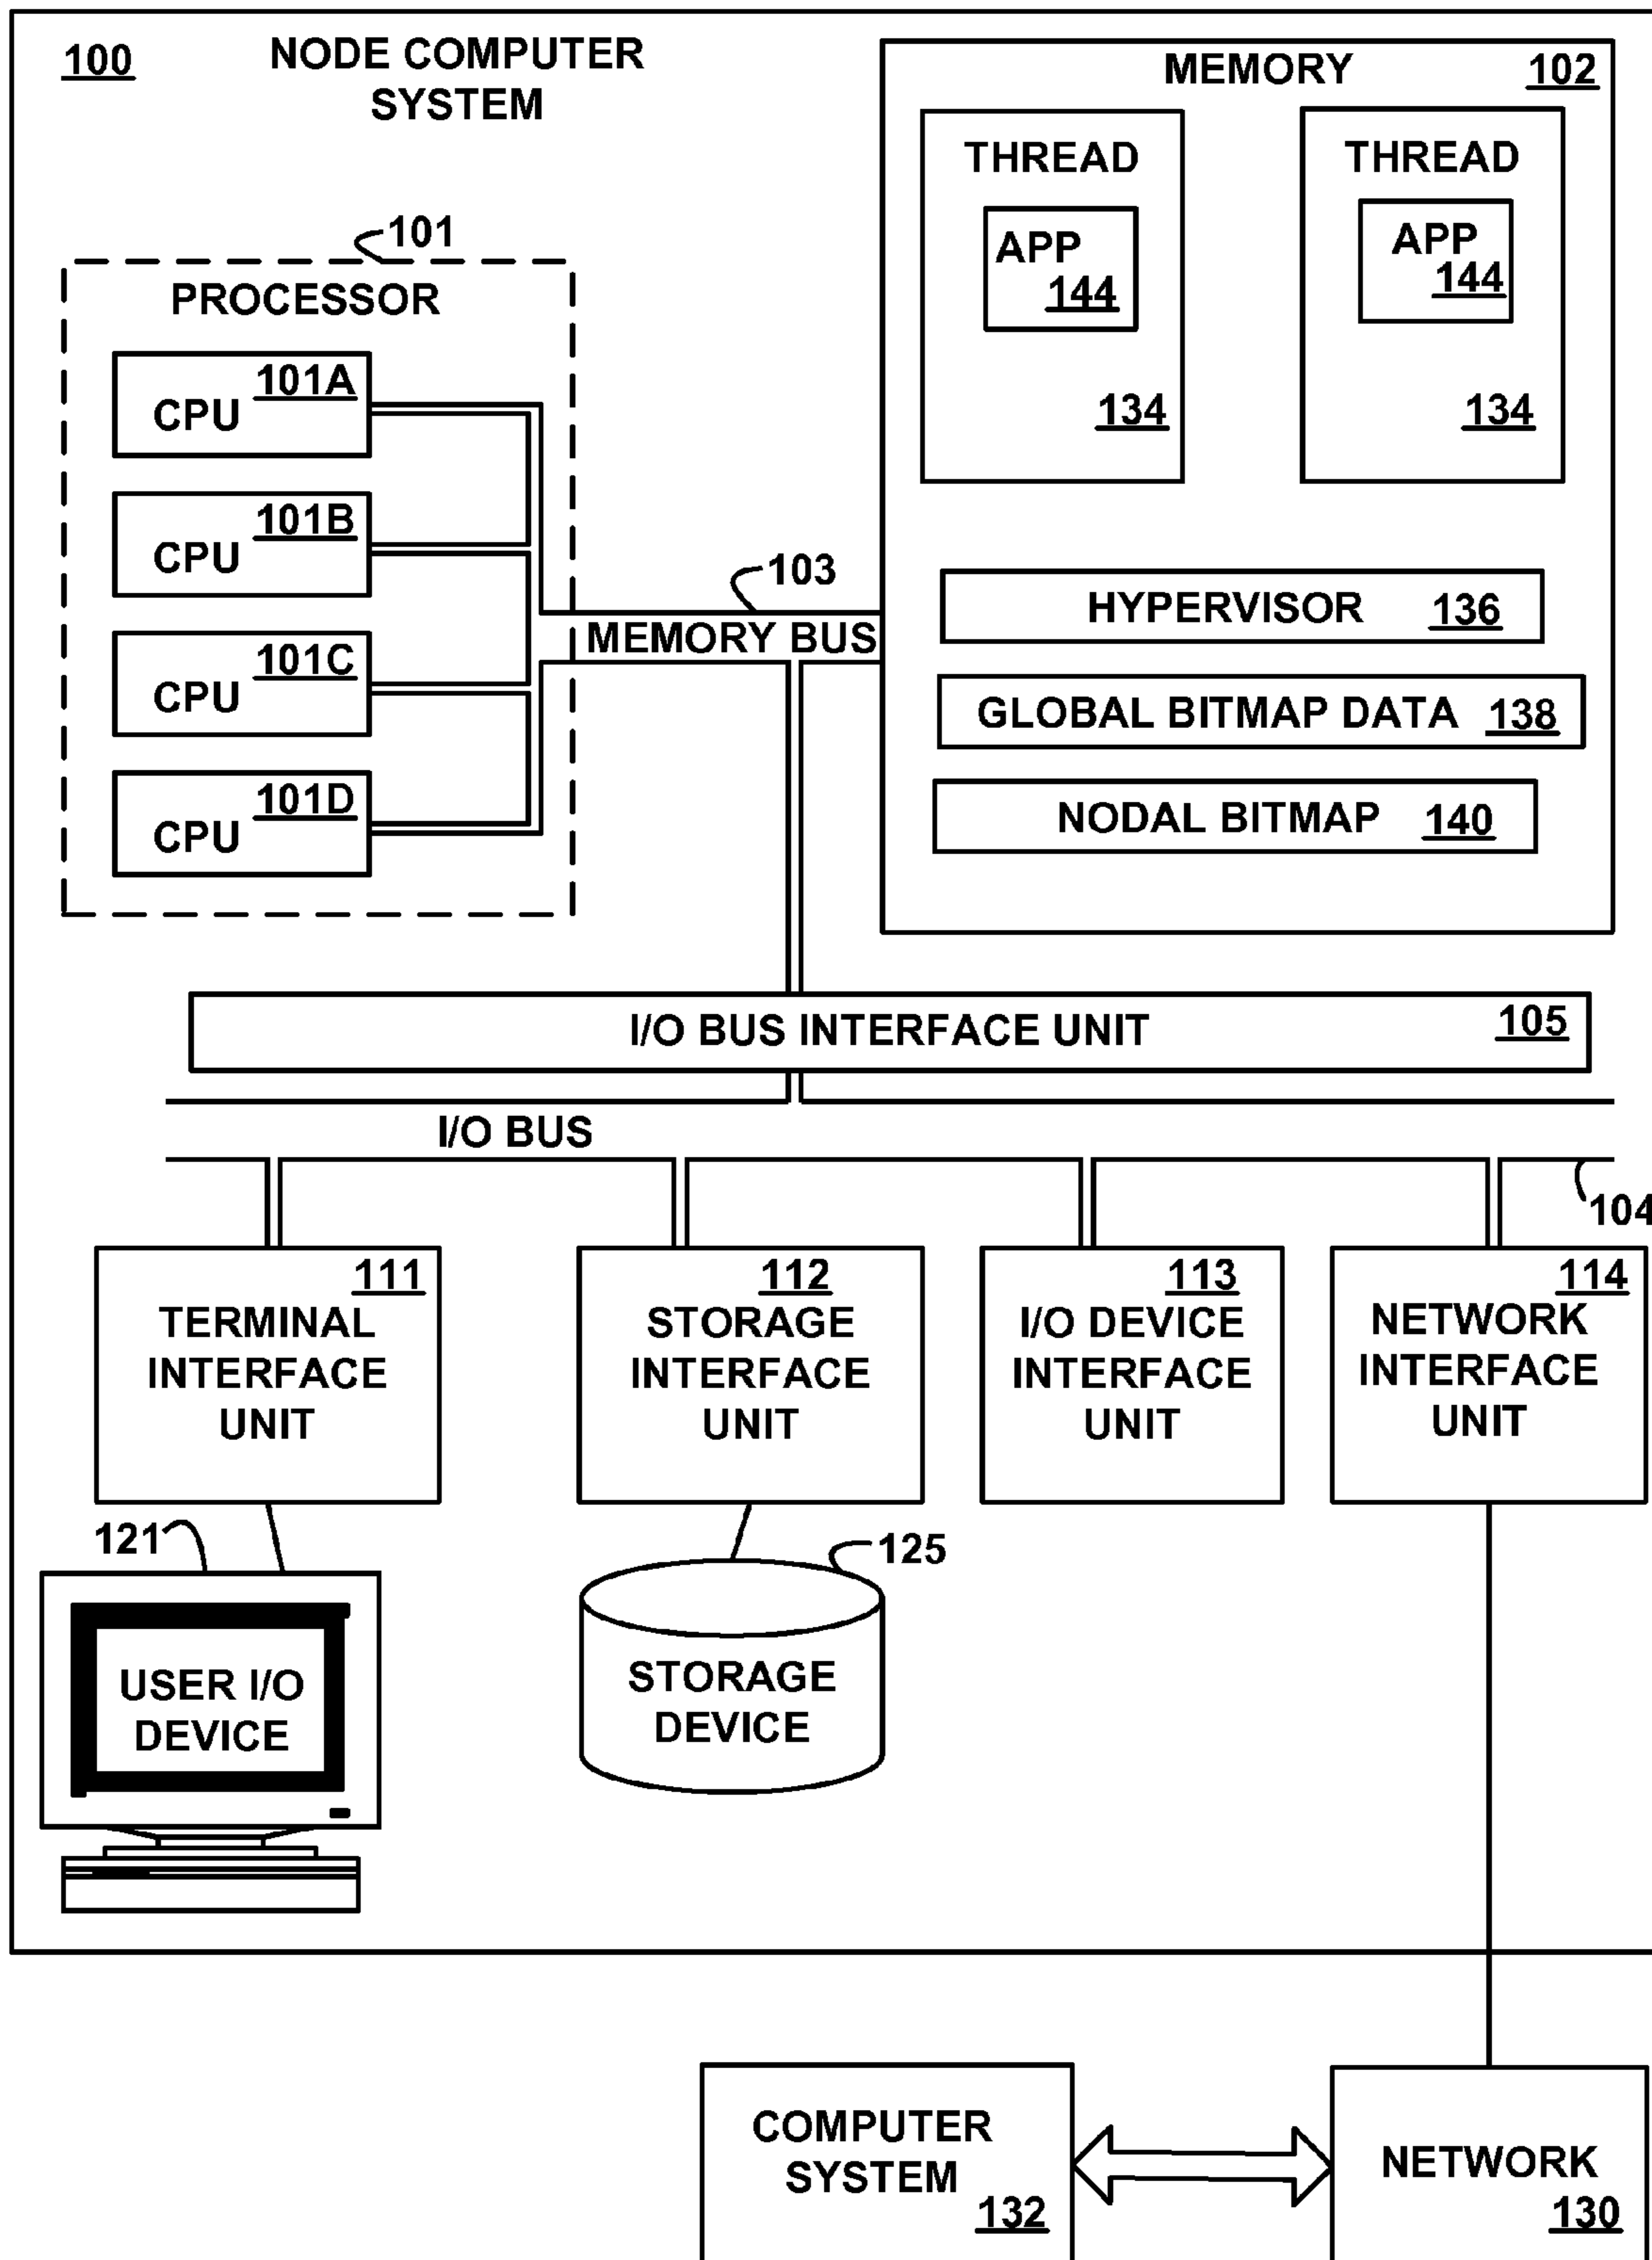 100
NODE COMPUTER
SYSTEM
MEMORY
102
THREAD
APP
144
134
THREAD
APP
144
134
101
PROCESSOR
101A
CPU
101B
CPU
101C
CPU
101D
CPU
103
MEMORY BUS
HYPERVISOR 136
GLOBAL BITMAP DATA 138
NODAL BITMAP 140
I/O BUS INTERFACE UNIT
105
I/O BUS
104
111
TERMINAL
INTERFACE
UNIT
112
STORAGE
INTERFACE
UNIT
113
I/O DEVICE
INTERFACE
UNIT
114
NETWORK
INTERFACE
UNIT
121
USER I/O
DEVICE
125
STORAGE
DEVICE
COMPUTER
SYSTEM
132
NETWORK
130